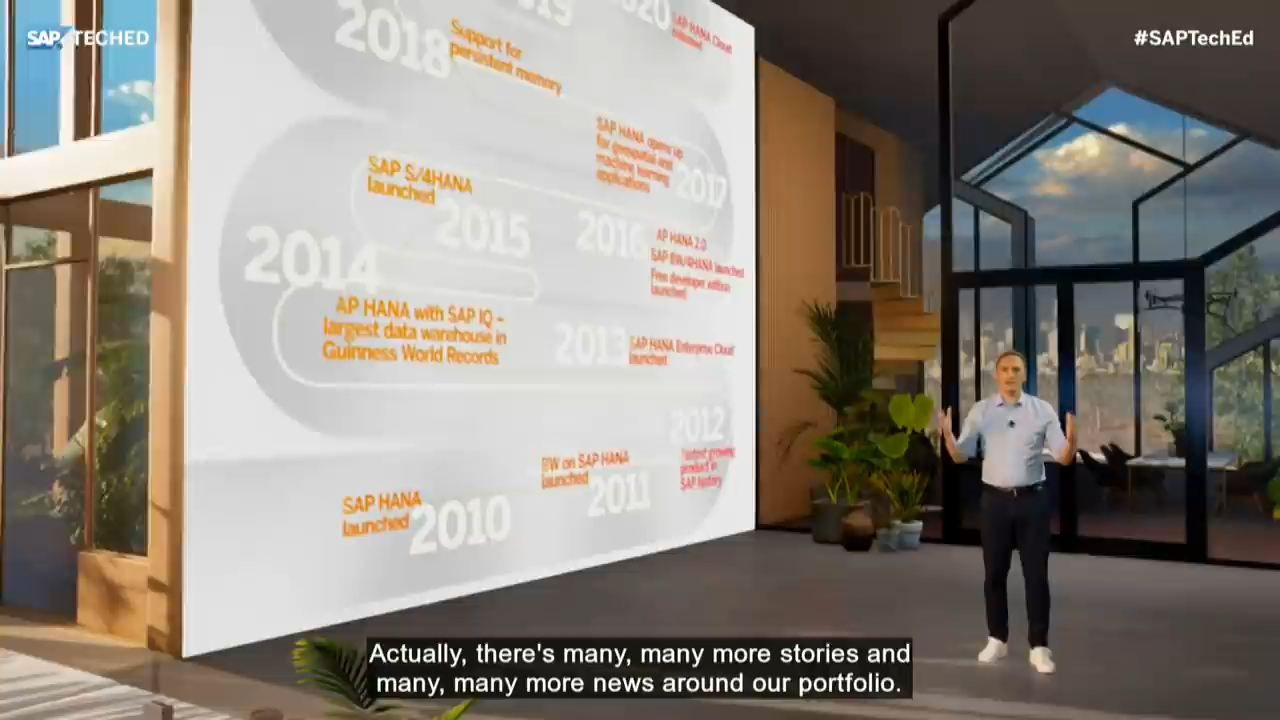 SAP TECHED
#SAPTechEd
2018
Support for
persistent memory
SAP HANA Cloud
SAP HANA opens up
for geospatial and
machine learning
applications
2017
SAP S/4HANA
launched
2015
2016
AP HANA 2.0
SAP BW/4HANA launched
Free developer edition
launched
2014
AP HANA with SAP IQ –
largest data warehouse in
Guinness World Records
2013
SAP HANA Enterprise Cloud
launched
2012
Fastest growing
product in
SAP history
BW on SAP HANA
launched
2011
SAP HANA
launched
2010
Actually, there's many, many more stories and
many, many more news around our portfolio.